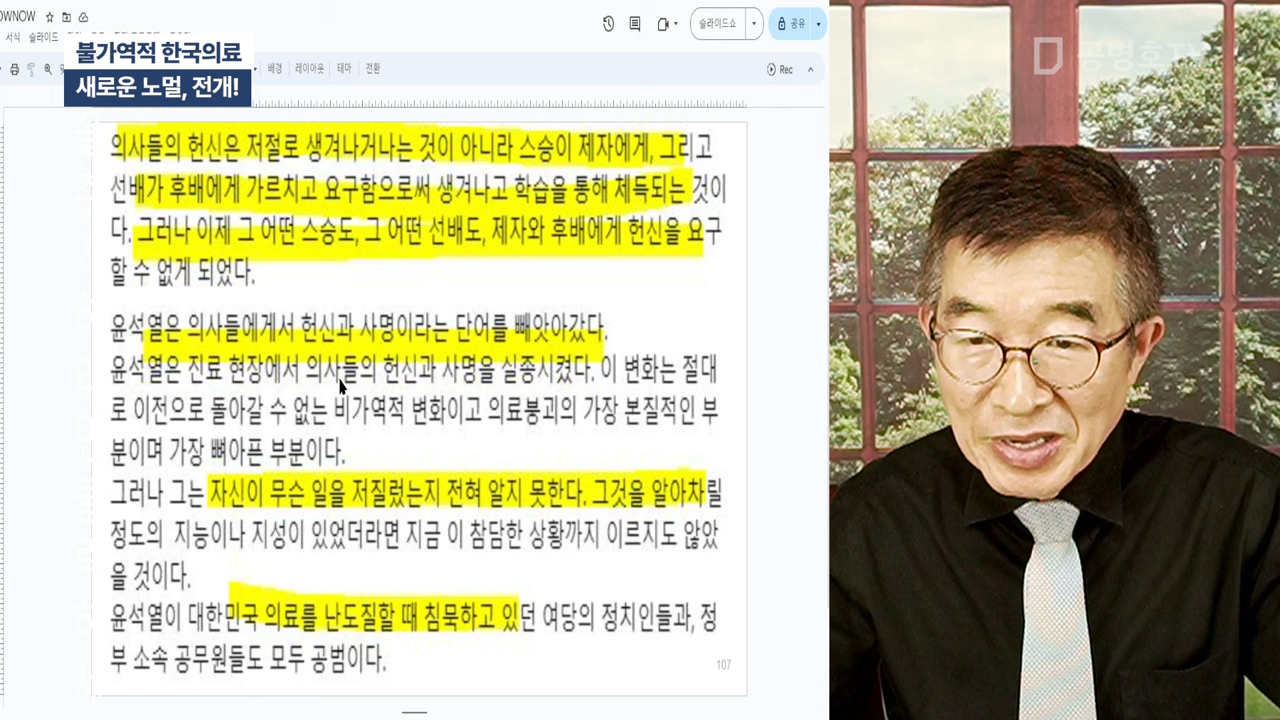 OWNOW
서식 슬라이드
불가역적 한국의료
새로운 노멀, 전개!
배경 레이아웃 테마 전환
슬라이드쇼
공유
Rec
공병호TV
의사들의 헌신은 저절로 생겨나거나는 것이 아니라 스승이 제자에게, 그리고
선배가 후배에게 가르치고 요구함으로써 생겨나고 학습을 통해 체득되는 것이
다. 그러나 이제 그 어떤 스승도, 그 어떤 선배도, 제자와 후배에게 헌신을 요구
할 수 없게 되었다.
윤석열은 의사들에게서 헌신과 사명이라는 단어를 빼앗아갔다.
윤석열은 진료 현장에서 의사들의 헌신과 사명을 실종시켰다. 이 변화는 절대
로 이전으로 돌아갈 수 없는 비가역적 변화이고 의료붕괴의 가장 본질적인 부
분이며 가장 뼈아픈 부분이다.
그러나 그는 자신이 무슨 일을 저질렀는지 전혀 알지 못한다. 그것을 알아차릴
정도의 지능이나 지성이 있었더라면 지금 이 참담한 상황까지 이르지도 않았
을 것이다.
윤석열이 대한민국 의료를 난도질할 때 침묵하고 있던 여당의 정치인들과, 정
부 소속 공무원들도 모두 공범이다.
107